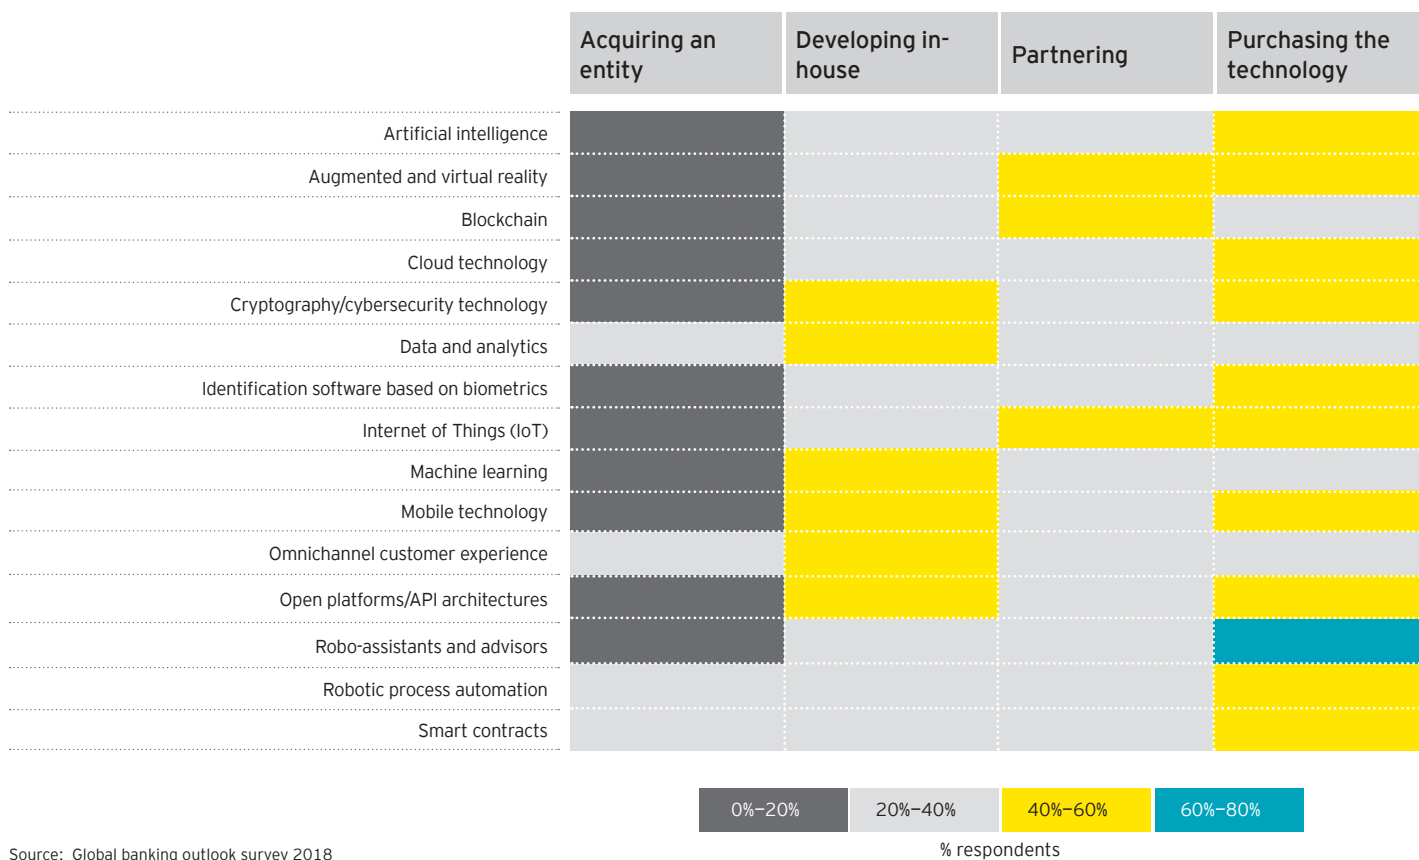 Acquiring an
entity
Developing in-
house
Partnering
Purchasing the
technology
Artificial intelligence
Augmented and virtual reality
Blockchain
Cloud technology
Cryptography/cybersecurity technology
Data and analytics
Identification software based on biometrics
Internet of Things (IoT)
Machine learning
Mobile technology
Omnichannel customer experience
Open platforms/API architectures
Robo-assistants and advisors
Robotic process automation
Smart contracts
0%–20%
20%–40%
40%–60%
60%–80%
% respondents
Source: Global banking outlook survey 2018